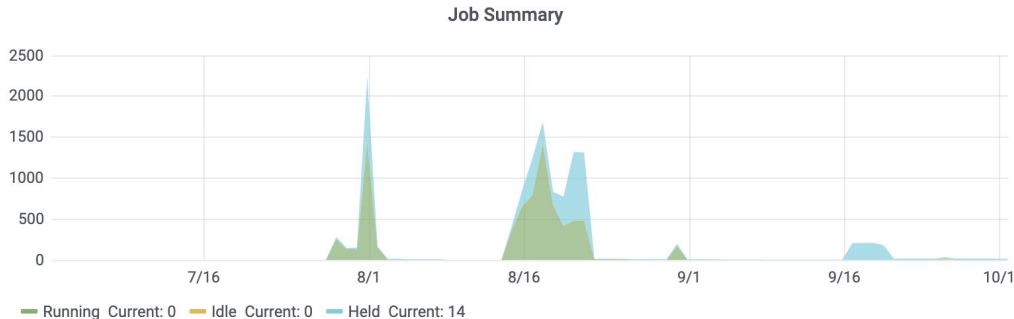 Job Summary
2500
2000
1500
1000
500
0
7/16 8/1 8/16 9/1 9/16 10/1
Running Current: 0 Idle Current: 0 Held Current: 14